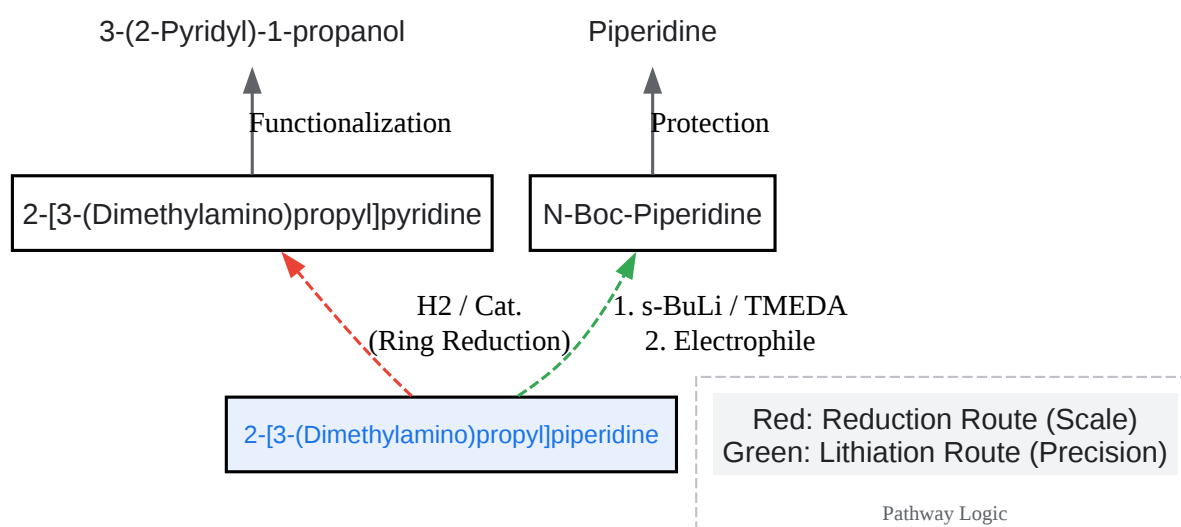 3-(2-Pyridyl)-1-propanol
Piperidine
Functionalization
Protection
2-[3-(Dimethylamino)propyl]pyridine
N-Boc-Piperidine
H2 / Cat.
(Ring Reduction)
1. s-BuLi / TMEDA
2. Electrophile
2-[3-(Dimethylamino)propyl]piperidine
Red: Reduction Route (Scale)
Green: Lithiation Route (Precision)
Pathway Logic